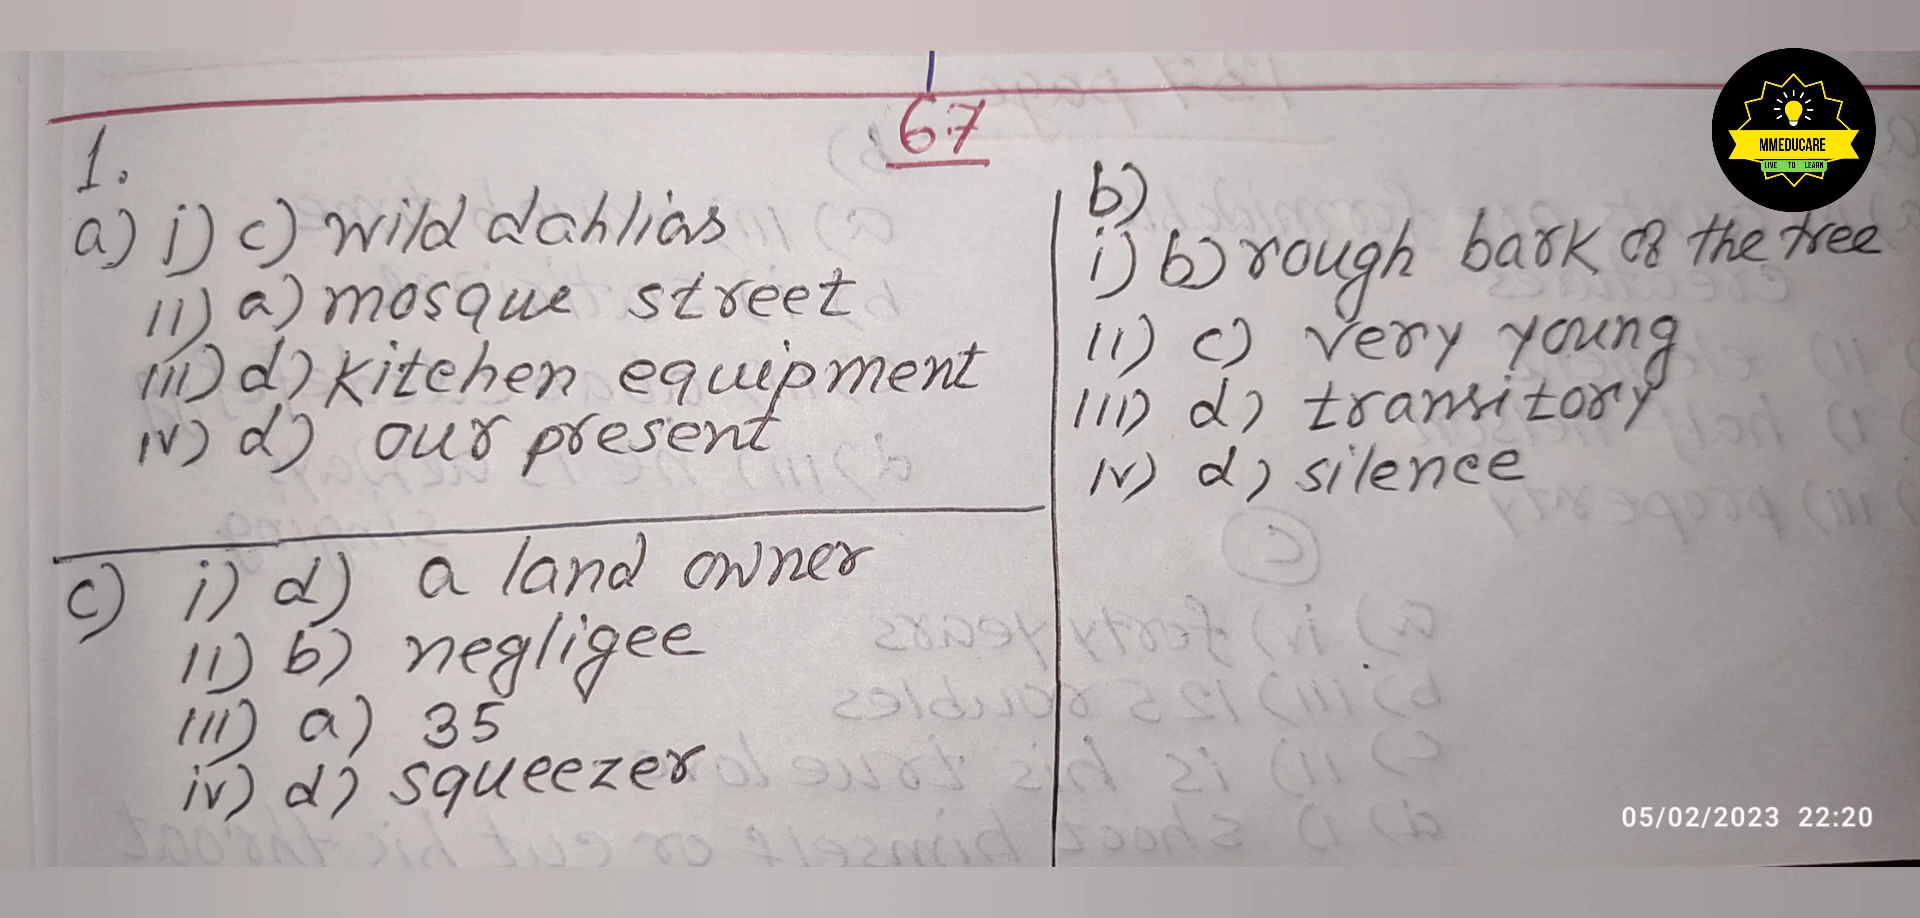 67
1.
a) i) c) wild dahlias
ii) a) mosque street
iii) d) kitchen equipment
iv) d) our present
b)
i) b) rough bark of the tree
ii) c) very young
iii) d) transitory
iv) d) silence
c) i) d) a land owner
ii) b) negligee
iii) a) 35
iv) d) squeezer
MMEDUCARE
LIVE TO LEARN
05/02/2023 22:20